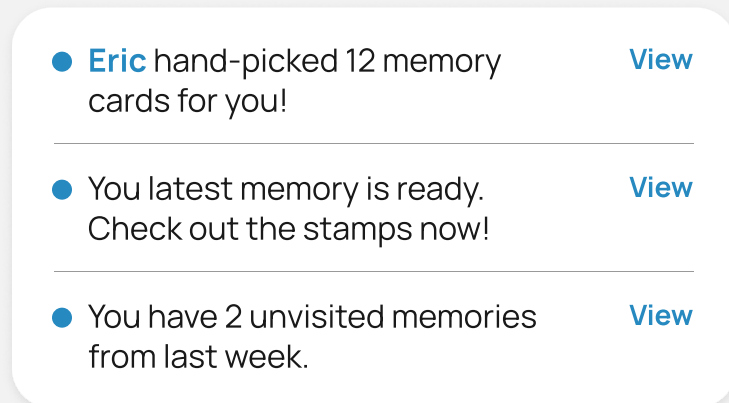 Eric hand-picked 12 memory View
cards for you!
You latest memory is ready. View
Check out the stamps now!
You have 2 unvisited memories View
from last week.